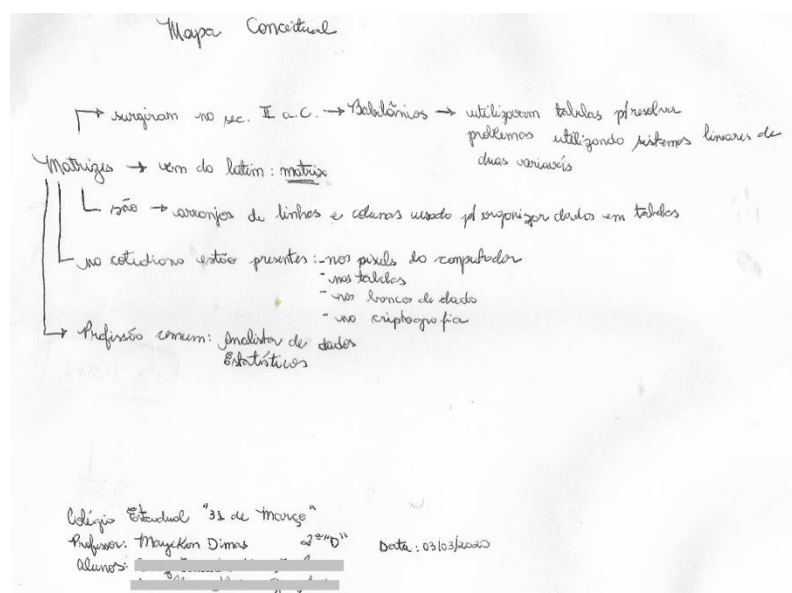 Mapa Conceitual
→ surgiram no sec. II a.C. → Babilônios → utilizavam tabelas p/ resolver
problemas utilizando sistemas lineares de
duas variavéis
Matrizes → vem do latim: matrix
são → arranjos de linhas e colunas usado p/ organizar dados em tabelas
no cotidiano estão presentes: - nos pixels do computador
- nas tabelas
- nos bancos de dado
- na criptografia
→ Profissão comum: Analista de dados
Estatísticos
Colégio Estadual "31 de Março"
Professor: Mayckon Dimas 2º "D" Data: 03/03/2020
Alunos: